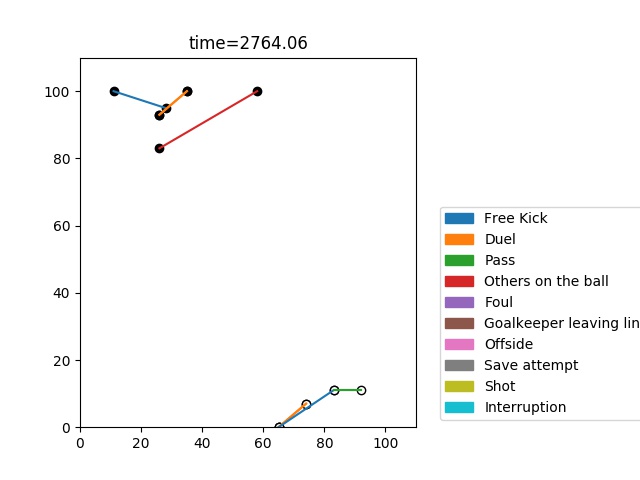 time=2764.06
100
80
60
40
20
0
0 20 40 60 80 100
Free Kick
Duel
Pass
Others on the ball
Foul
Goalkeeper leaving lin
Offside
Save attempt
Shot
Interruption